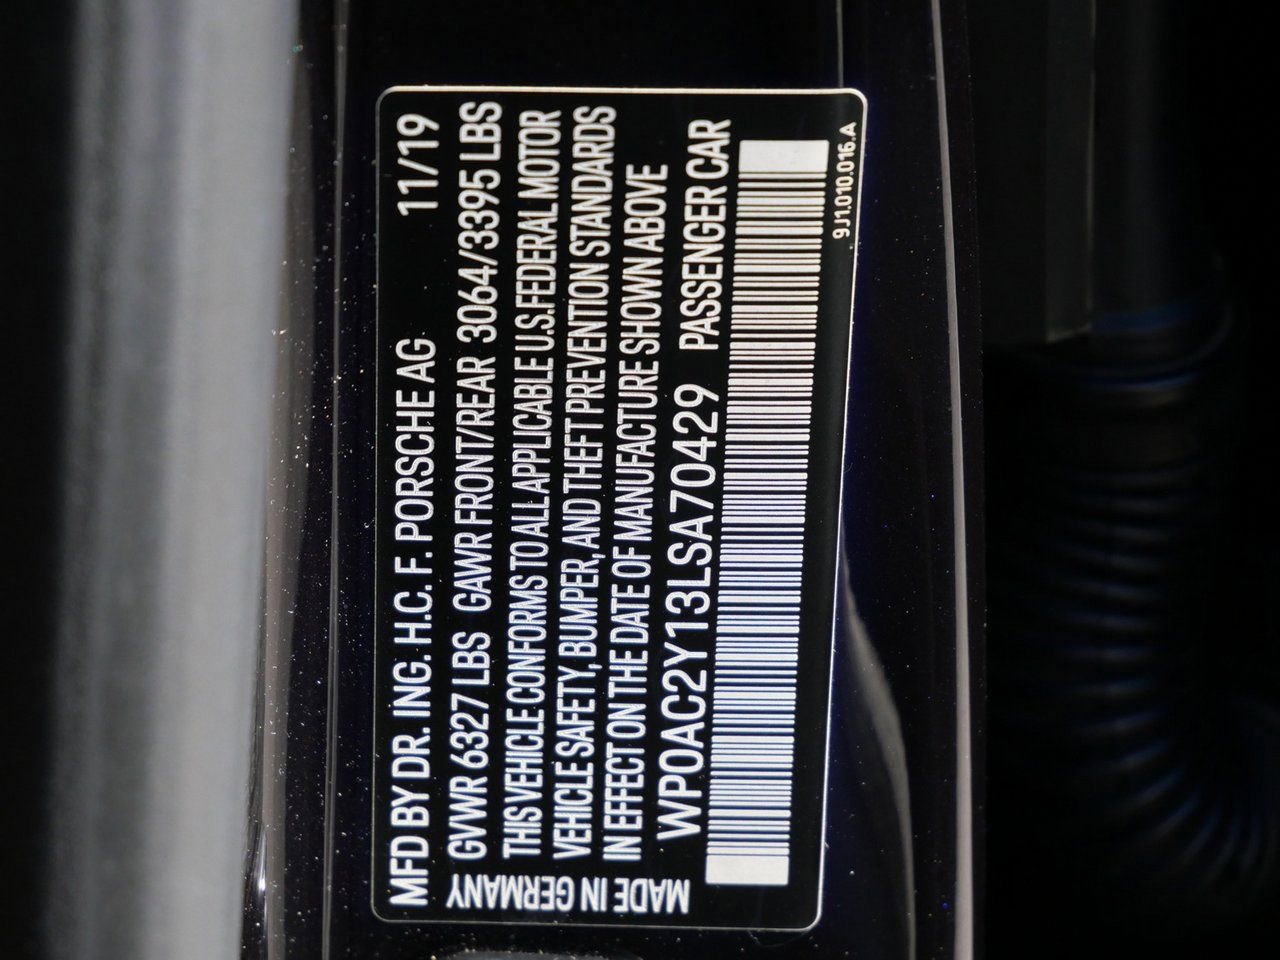 MFD BY DR. ING. H.C. F. PORSCHE AG 11/19
GVWR 6327 LBS GAWR FRONT/REAR 3064/3395 LBS
THIS VEHICLE CONFORMS TO ALL APPLICABLE U.S. FEDERAL MOTOR
VEHICLE SAFETY, BUMPER, AND THEFT PREVENTION STANDARDS
IN EFFECT ON THE DATE OF MANUFACTURE SHOWN ABOVE
WP0AC2Y13LSA70429 PASSENGER CAR
MADE IN GERMANY
9J1.010.016.A